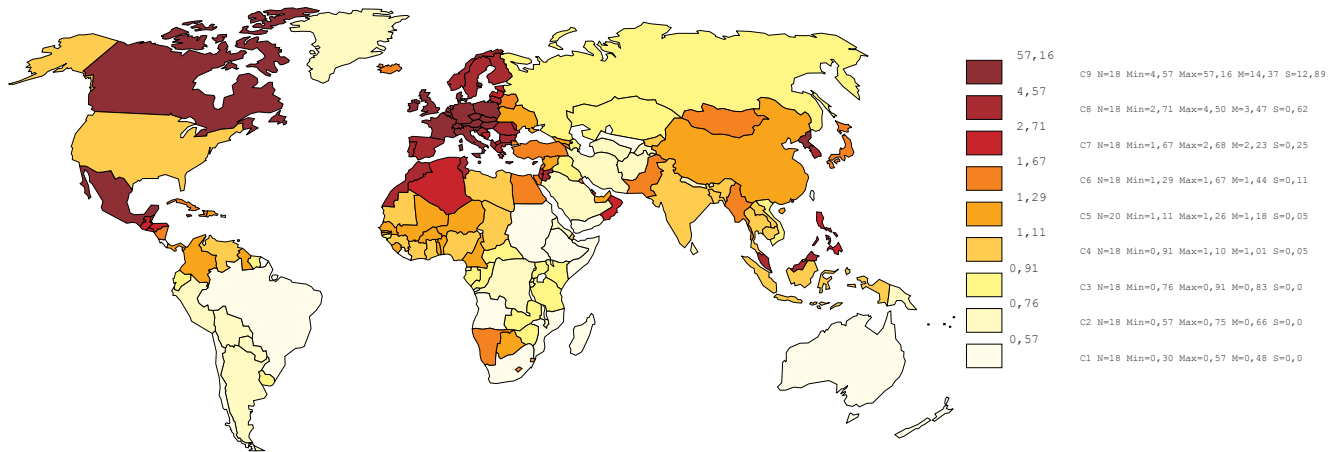 57,16
C9 N=18 Min=4,57 Max=57,16 M=14,37 S=12,89
4,57
C8 N=18 Min=2,71 Max=4,50 M=3,47 S=0,62
2,71
C7 N=18 Min=1,67 Max=2,68 M=2,23 S=0,25
1,67
C6 N=18 Min=1,29 Max=1,67 M=1,44 S=0,11
1,29
C5 N=20 Min=1,11 Max=1,26 M=1,18 S=0,05
1,11
C4 N=18 Min=0,91 Max=1,10 M=1,01 S=0,05
0,91
C3 N=18 Min=0,76 Max=0,91 M=0,83 S=0,0
0,76
C2 N=18 Min=0,57 Max=0,75 M=0,66 S=0,0
0,57
C1 N=18 Min=0,30 Max=0,57 M=0,48 S=0,0